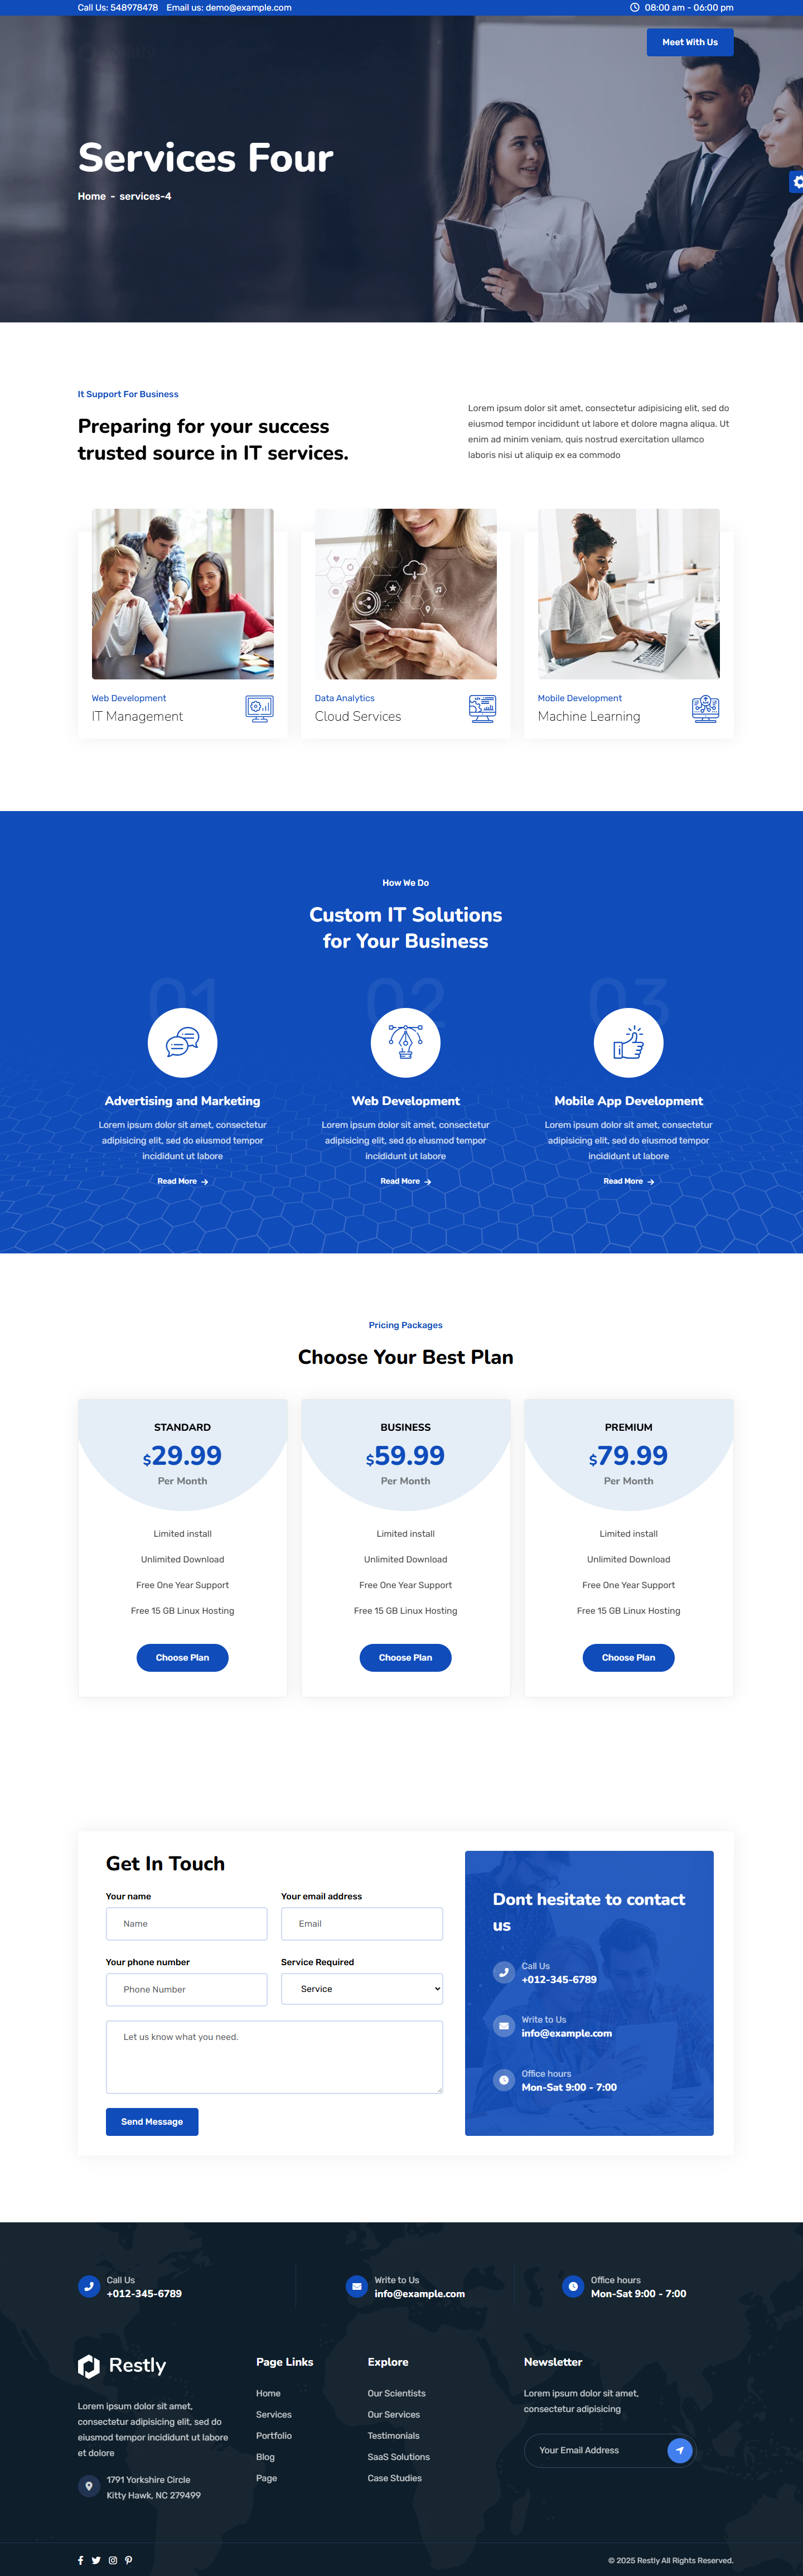 Call Us: 548978478 Email us: demo@example.com 08:00 am - 06:00 pm
Meet With Us
Services Four
Home - services-4
It Support For Business
Preparing for your success
trusted source in IT services.
Lorem ipsum dolor sit amet, consectetur adipisicing elit, sed do
eiusmod tempor incididunt ut labore et dolore magna aliqua. Ut
enim ad minim veniam, quis nostrud exercitation ullamco
laboris nisi ut aliquip ex ea commodo
Web Development
IT Management
Data Analytics
Cloud Services
Mobile Development
Machine Learning
How We Do
Custom IT Solutions
for Your Business
01
Advertising and Marketing
Lorem ipsum dolor sit amet, consectetur
adipisicing elit, sed do eiusmod tempor
incididunt ut labore
Read More
02
Web Development
Lorem ipsum dolor sit amet, consectetur
adipisicing elit, sed do eiusmod tempor
incididunt ut labore
Read More
03
Mobile App Development
Lorem ipsum dolor sit amet, consectetur
adipisicing elit, sed do eiusmod tempor
incididunt ut labore
Read More
Pricing Packages
Choose Your Best Plan
STANDARD
$29.99
Per Month
Limited install
Unlimited Download
Free One Year Support
Free 15 GB Linux Hosting
Choose Plan
BUSINESS
$59.99
Per Month
Limited install
Unlimited Download
Free One Year Support
Free 15 GB Linux Hosting
Choose Plan
PREMIUM
$79.99
Per Month
Limited install
Unlimited Download
Free One Year Support
Free 15 GB Linux Hosting
Choose Plan
Get In Touch
Your name
Name
Your email address
Email
Your phone number
Phone Number
Service Required
Service
Let us know what you need.
Send Message
Dont hesitate to contact
us
Call Us
+012-345-6789
Write to Us
info@example.com
Office hours
Mon-Sat 9:00 - 7:00
Call Us
+012-345-6789
Write to Us
info@example.com
Office hours
Mon-Sat 9:00 - 7:00
Restly
Lorem ipsum dolor sit amet,
consectetur adipisicing elit, sed do
eiusmod tempor incididunt ut labore
et dolore
1791 Yorkshire Circle
Kitty Hawk, NC 279499
Page Links
Home
Services
Portfolio
Blog
Page
Explore
Our Scientists
Our Services
Testimonials
SaaS Solutions
Case Studies
Newsletter
Lorem ipsum dolor sit amet,
consectetur adipisicing
Your Email Address
© 2025 Restly All Rights Reserved.